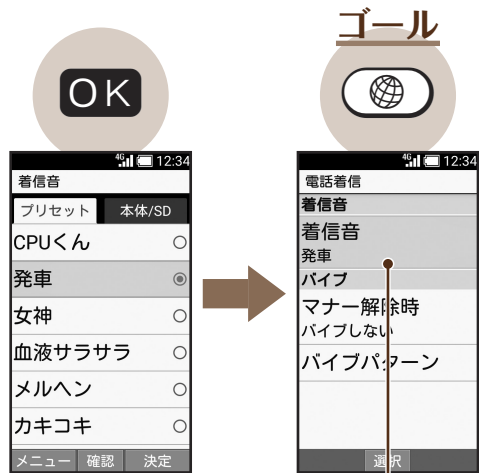 ゴール
OK
4G 12:34
着信音
プリセット 本体/SD
CPUくん
発車
女神
血液サラサラ
メルヘン
カキコキ
メニュー 確認 決定
4G 12:34
電話着信
着信音
着信音
発車
バイブ
マナー解除時
バイブしない
バイブパターン
選択